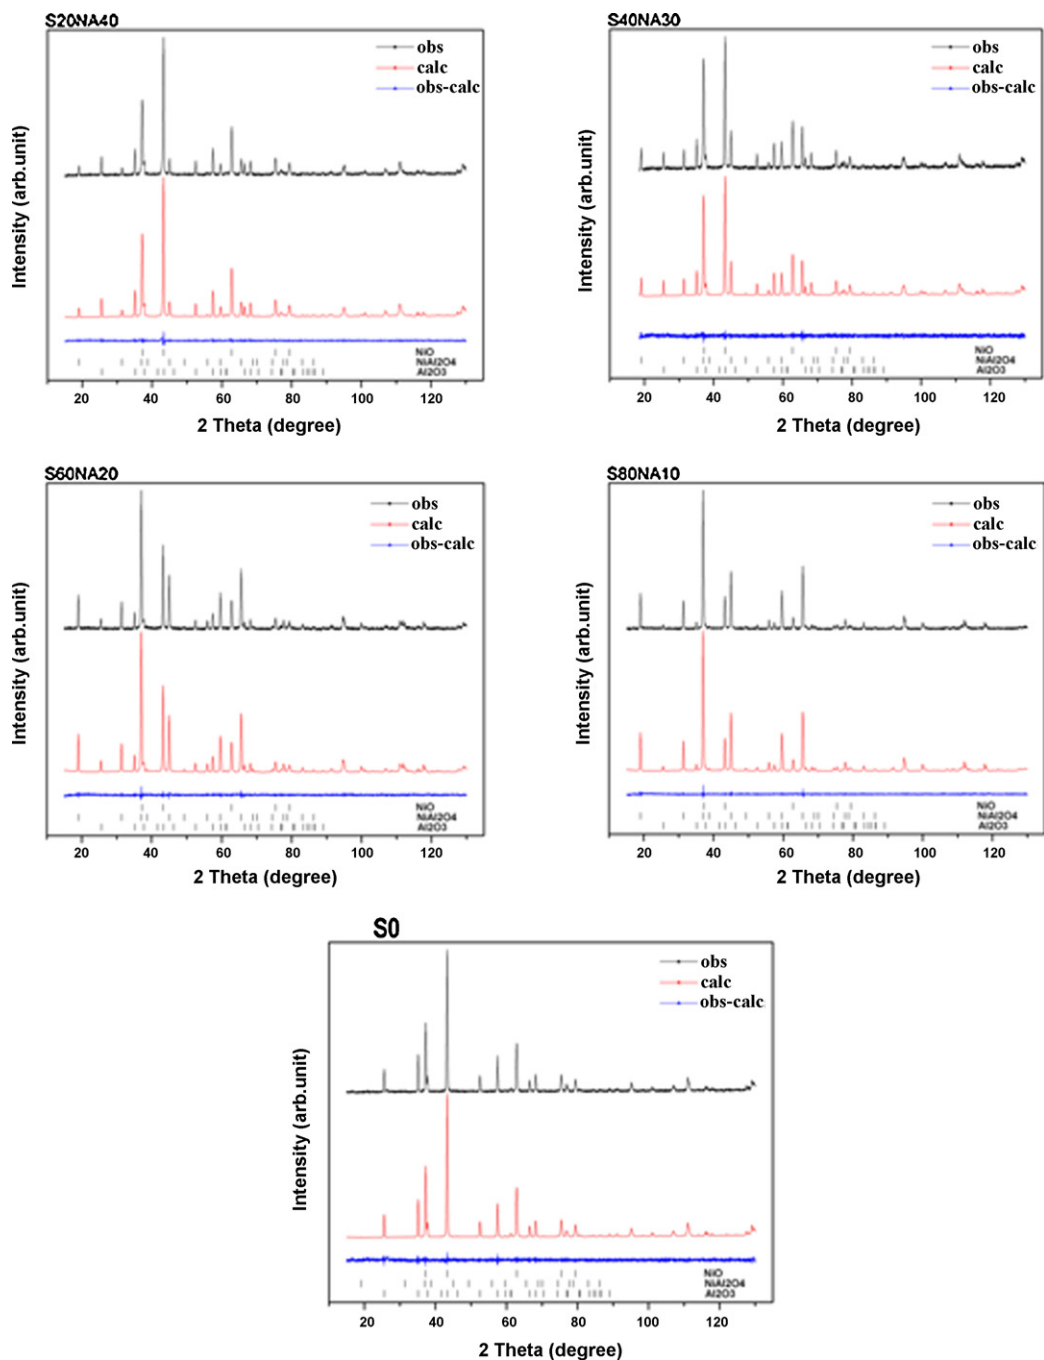 S20NA40
obs
calc
obs-calc
Intensity (arb.unit)
NiO
NiAl2O4
Al2O3
20 40 60 80 100 120
2 Theta (degree)
S40NA30
obs
calc
obs-calc
Intensity (arb.unit)
NiO
NiAl2O4
Al2O3
20 40 60 80 100 120
2 Theta (degree)
S60NA20
obs
calc
obs-calc
Intensity (arb.unit)
NiO
NiAl2O4
Al2O3
20 40 60 80 100 120
2 Theta (degree)
S80NA10
obs
calc
obs-calc
Intensity (arb.unit)
NiO
NiAl2O4
Al2O3
20 40 60 80 100 120
2 Theta (degree)
S0
obs
calc
obs-calc
Intensity (arb.unit)
NiO
NiAl2O4
Al2O3
20 40 60 80 100 120
2 Theta (degree)